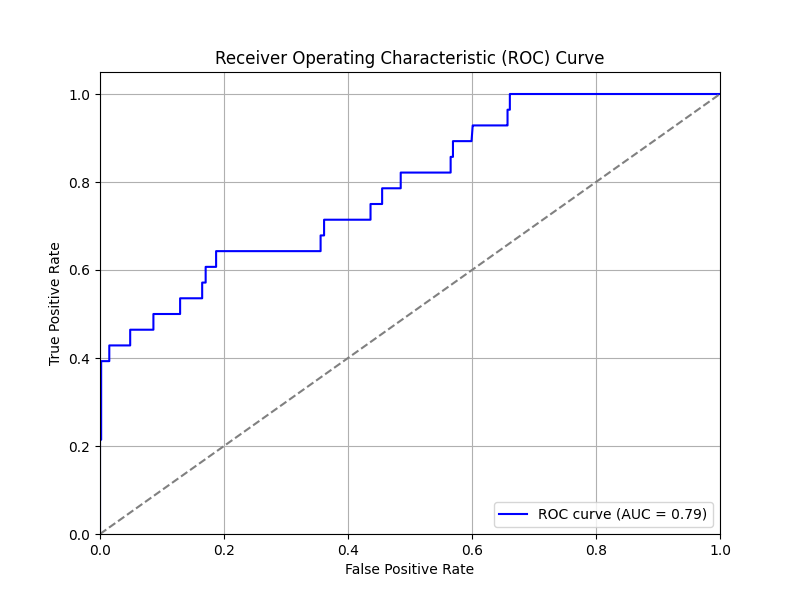 Receiver Operating Characteristic (ROC) Curve
1.0
0.8
0.6
0.4
0.2
0.0
True Positive Rate
ROC curve (AUC = 0.79)
0.0 0.2 0.4 0.6 0.8 1.0
False Positive Rate